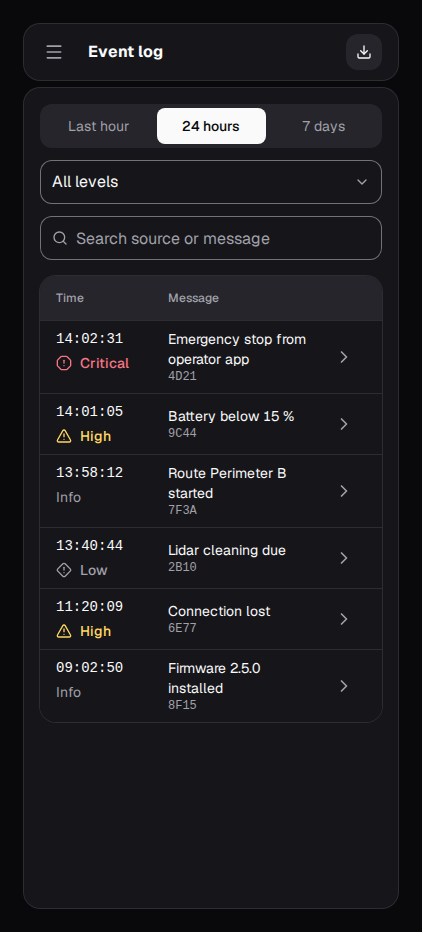 Event log
Last hour 24 hours 7 days
All levels
Search source or message
Time Message
14:02:31 Emergency stop from
operator app
Critical
4D21
14:01:05 Battery below 15 %
High 9C44
13:58:12 Route Perimeter B
started
Info
7F3A
13:40:44 Lidar cleaning due
Low 2B10
11:20:09 Connection lost
High 6E77
09:02:50 Firmware 2.5.0
installed
Info
8F15